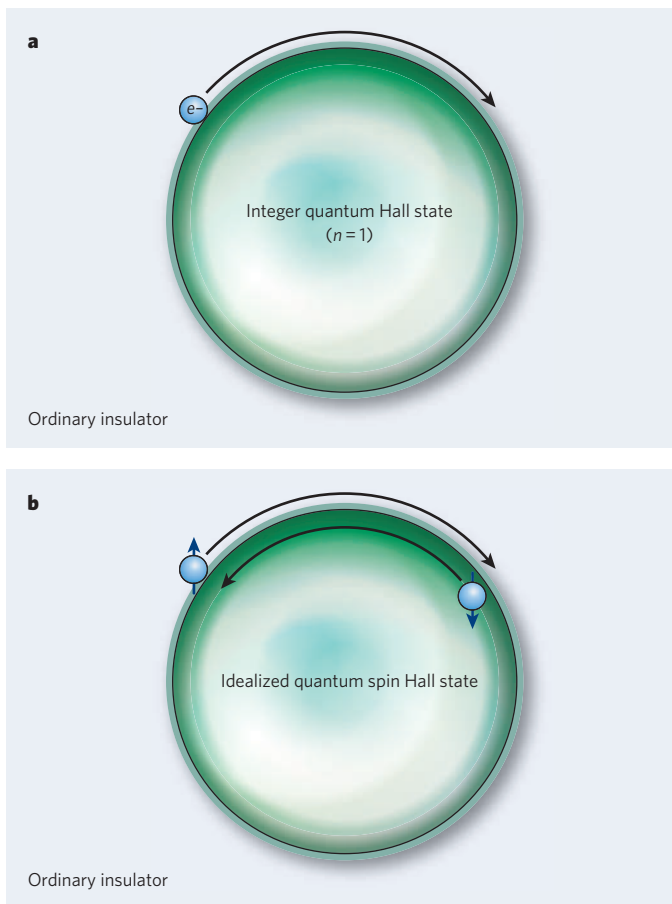 a
e–
Integer quantum Hall state
(n = 1)
Ordinary insulator
b
Idealized quantum spin Hall state
Ordinary insulator